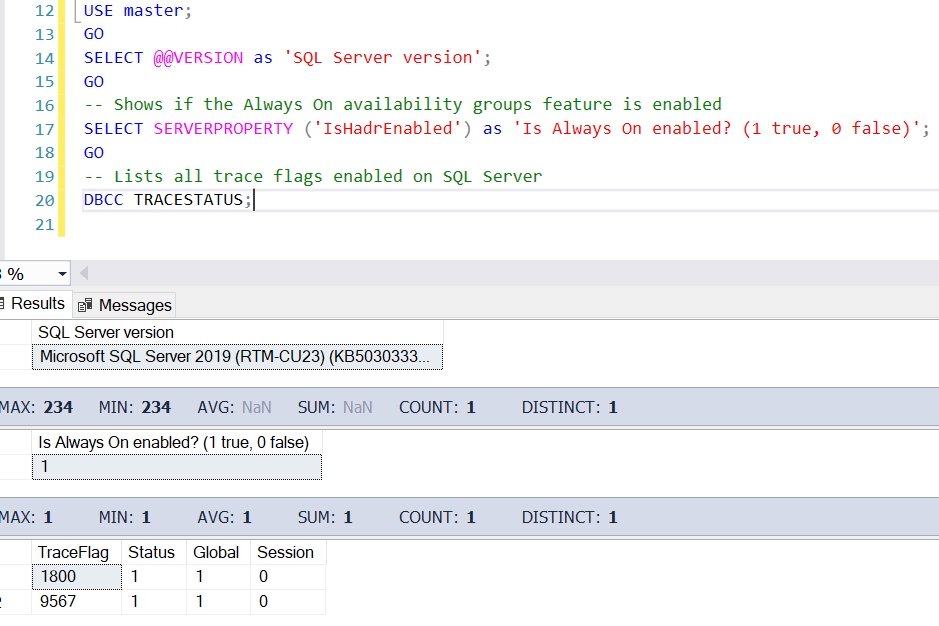 12 USE master;
13 GO
14 SELECT @@VERSION as 'SQL Server version';
15 GO
16 -- Shows if the Always On availability groups feature is enabled
17 SELECT SERVERPROPERTY ('IsHadrEnabled') as 'Is Always On enabled? (1 true, 0 false)';
18 GO
19 -- Lists all trace flags enabled on SQL Server
20 DBCC TRACESTATUS;
21
%
Results Messages
SQL Server version
Microsoft SQL Server 2019 (RTM-CU23) (KB5030333...
MAX: 234 MIN: 234 AVG: NaN SUM: NaN COUNT: 1 DISTINCT: 1
Is Always On enabled? (1 true, 0 false)
1
MAX: 1 MIN: 1 AVG: 1 SUM: 1 COUNT: 1 DISTINCT: 1
TraceFlag Status Global Session
1800 1 1 0
9567 1 1 0